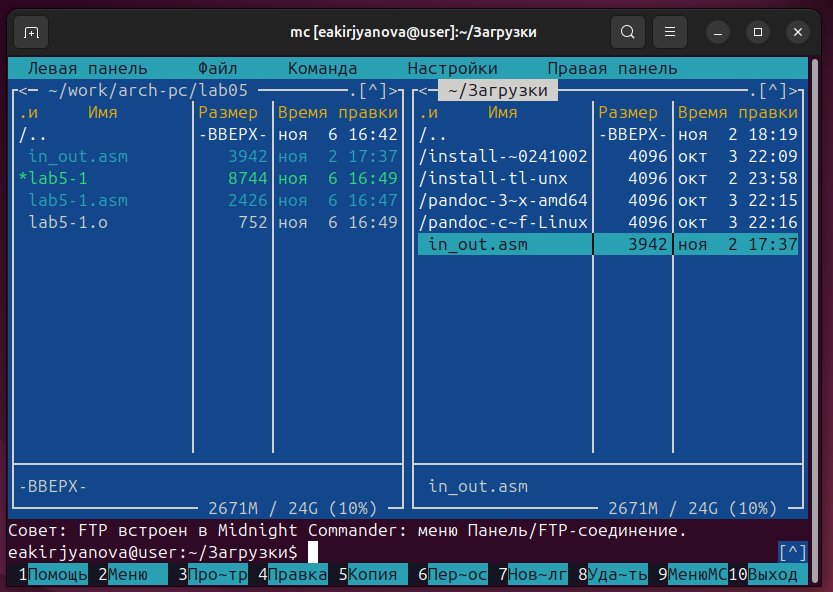 mc [eakirjyanova@user]:~/Загрузки
Левая панель Файл Команда Настройки Правая панель
<─ ~/work/arch-pc/lab05 ─.[^]>
.и Имя Размер Время правки
/.. -ВВЕРХ- ноя 6 16:42
in_out.asm 3942 ноя 2 17:37
*lab5-1 8744 ноя 6 16:49
lab5-1.asm 2426 ноя 6 16:47
lab5-1.o 752 ноя 6 16:49
-ВВЕРХ-
2671M / 24G (10%)
<─ ~/Загрузки ─.[^]>
.и Имя Размер Время правки
/.. -ВВЕРХ- ноя 2 18:19
/install-~0241002 4096 окт 3 22:09
/install-tl-unx 4096 ноя 2 23:58
/pandoc-3~x-amd64 4096 окт 3 22:15
/pandoc-c~f-Linux 4096 окт 3 22:16
in_out.asm 3942 ноя 2 17:37
in_out.asm
2671M / 24G (10%)
Совет: FTP встроен в Midnight Commander: меню Панель/FTP-соединение.
eakirjyanova@user:~/Загрузки$ [^]
1Помощь 2Меню 3Про~тр 4Правка 5Копия 6Пер~ос 7Нов~лг 8Уда~ть 9МенюMC 10Выход